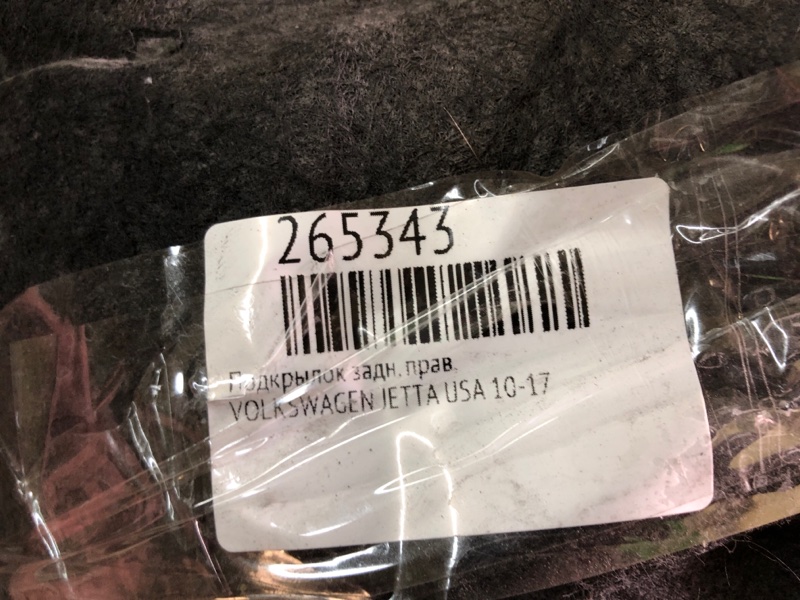 265343
Подкрылок задн. прав.
VOLKSWAGEN JETTA USA 10-17